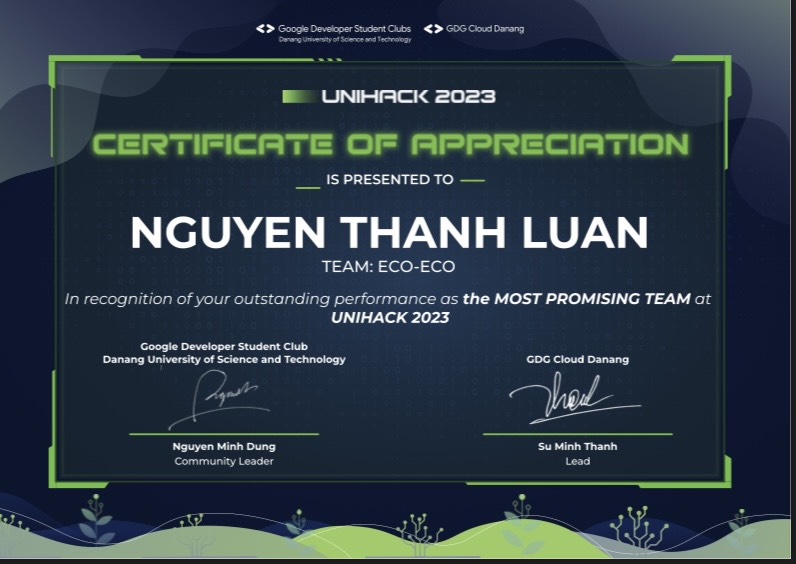 Google Developer Student Clubs
Danang University of Science and Technology
GDG Cloud Danang
UNIHACK 2023
CERTIFICATE OF APPRECIATION
IS PRESENTED TO
NGUYEN THANH LUAN
TEAM: ECO-ECO
In recognition of your outstanding performance as the MOST PROMISING TEAM at
UNIHACK 2023
Google Developer Student Club
Danang University of Science and Technology
Nguyen Minh Dung
Community Leader
GDG Cloud Danang
Su Minh Thanh
Lead